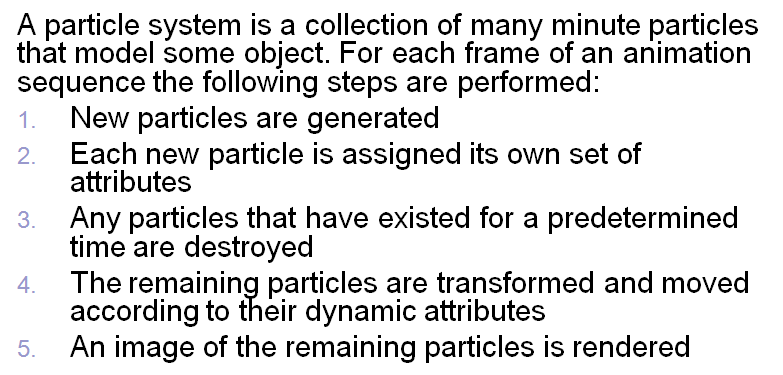 A particle system is a collection of many minute particles
that model some object. For each frame of an animation
sequence the following steps are performed:
1. New particles are generated
2. Each new particle is assigned its own set of
attributes
3. Any particles that have existed for a predetermined
time are destroyed
4. The remaining particles are transformed and moved
according to their dynamic attributes
5. An image of the remaining particles is rendered